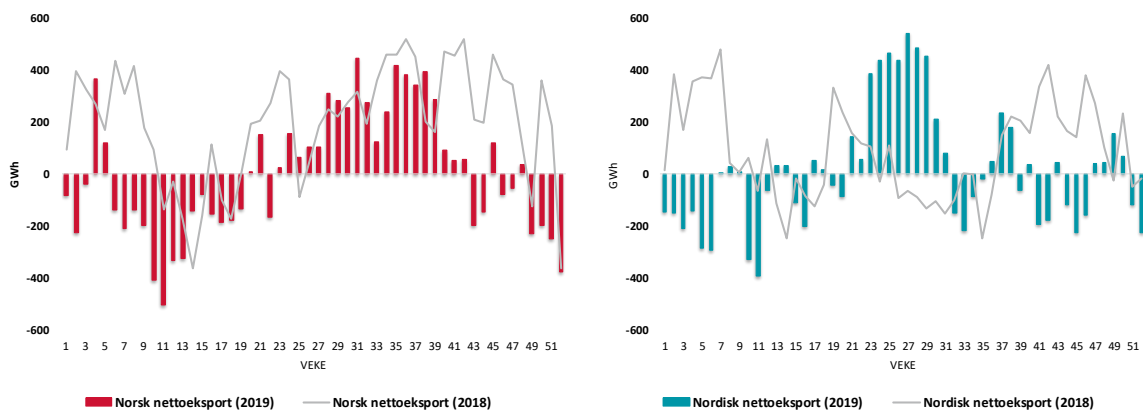 600
400
200
0
-200
-400
-600
GWh
1 3 5 7 9 11 13 15 17 19 21 23 25 27 29 31 33 35 37 39 41 43 45 47 49 51
VEKE
Norsk nettoeksport (2019) Norsk nettoeksport (2018)
600
400
200
0
-200
-400
-600
GWh
1 3 5 7 9 11 13 15 17 19 21 23 25 27 29 31 33 35 37 39 41 43 45 47 49 51
VEKE
Nordisk nettoeksport (2019) Nordisk nettoeksport (2018)